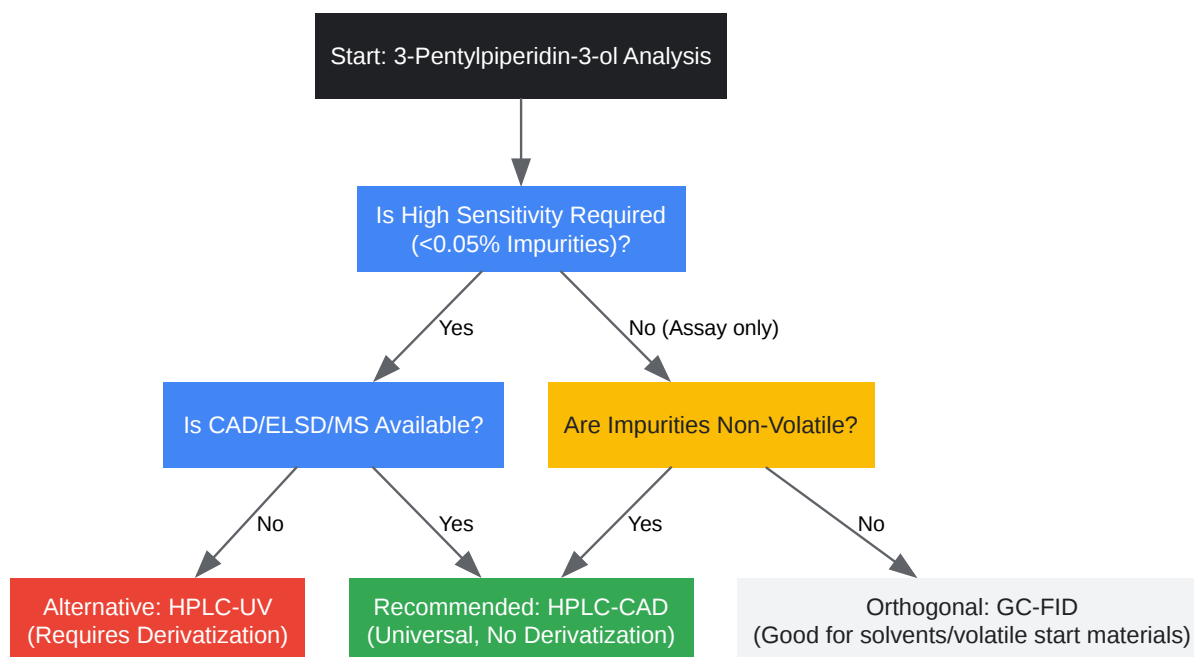 Start: 3-Pentylpiperidin-3-ol Analysis
Is High Sensitivity Required
(<0.05% Impurities)?
Yes
No (Assay only)
Is CAD/ELSD/MS Available?
Are Impurities Non-Volatile?
No
Yes
Yes
No
Alternative: HPLC-UV
(Requires Derivatization)
Recommended: HPLC-CAD
(Universal, No Derivatization)
Orthogonal: GC-FID
(Good for solvents/volatile start materials)